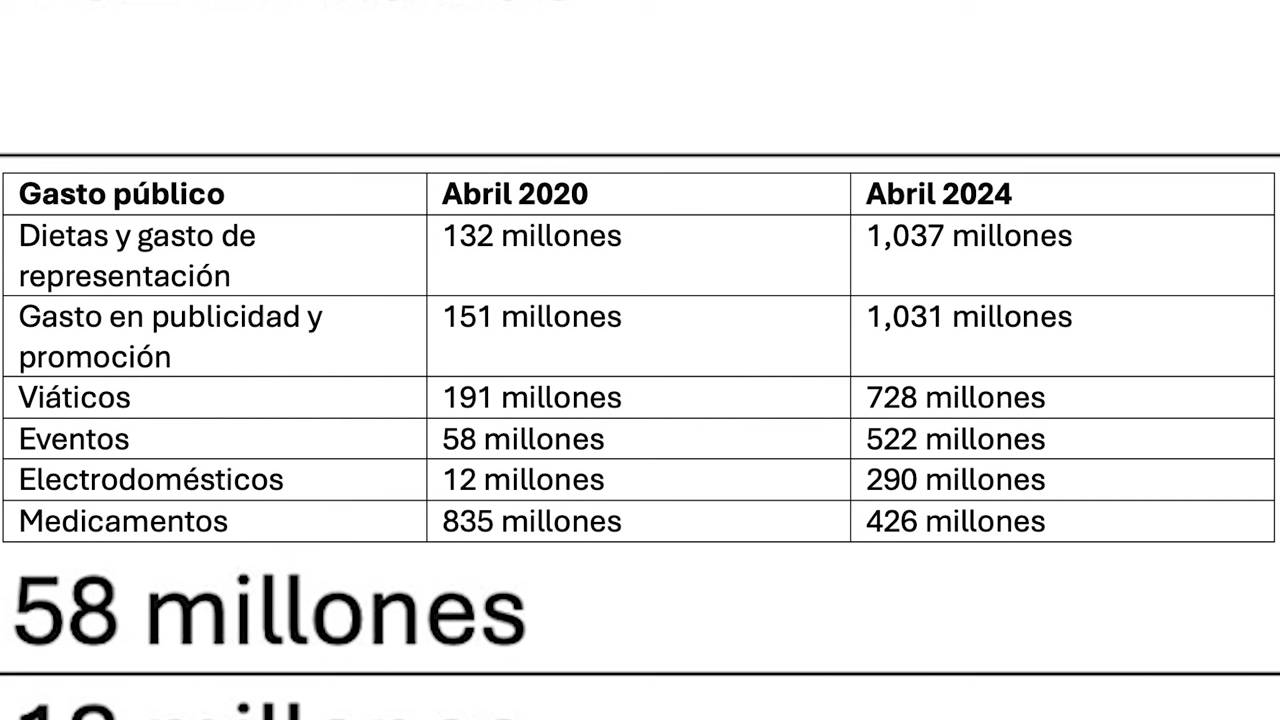 Gasto público Abril 2020 Abril 2024
Dietas y gasto de 132 millones 1,037 millones
representación
Gasto en publicidad y 151 millones 1,031 millones
promoción
Viáticos 191 millones 728 millones
Eventos 58 millones 522 millones
Electrodomésticos 12 millones 290 millones
Medicamentos 835 millones 426 millones
58 millones